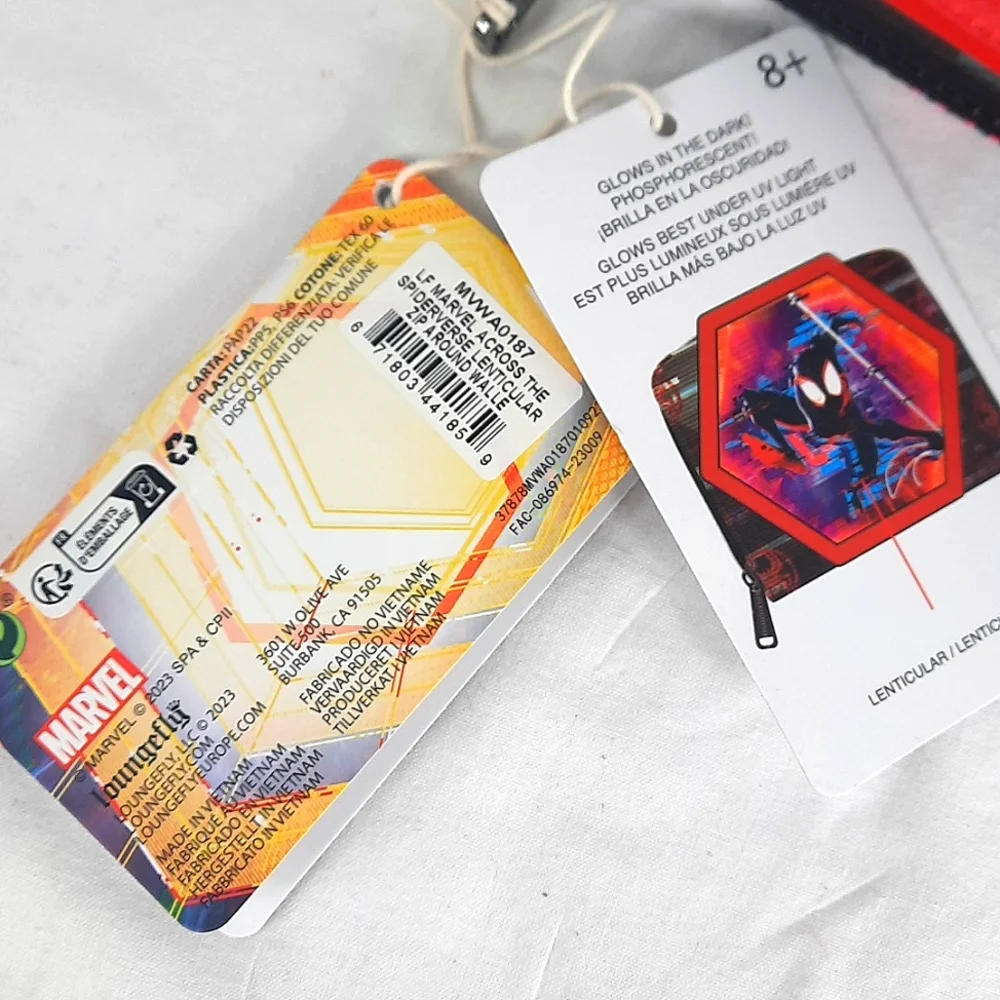 8+
GLOWS IN THE DARK!
PHOSPHORESCENT!
¡BRILLA EN LA OSCURIDAD!
GLOWS BEST UNDER UV LIGHT
EST PLUS LUMINEUX SOUS LUMIÈRE UV
BRILLA MÁS BAJO LA LUZ UV
LENTICULAR /
CARTA: PAP22
PLASTICA: PP5, PS6 COTONE: TEX 60
RACCOLTA DIFFERENZIATA: VERIFICA LE
DISPOSIZIONI DEL TUO COMUNE
MVWA0187
LF MARVEL ACROSS THE
SPIDERVERSE LENTICULAR
ZIP AROUND WALLE
6 71803 44185 9
FAC-086974-23009
FR
ÉLÉMENTS
D'EMBALLAGE
MARVEL
© MARVEL © 2023 SPA & CPII
Loungefly
LOUNGEFLY, LLC © 2023
LOUNGEFLY.COM
LOUNGEFLYEUROPE.COM
3601 W OLIVE AVE
SUITE 500
BURBANK, CA 91505
MADE IN VIETNAM
FABRIQUÉ AU VIETNAM
FABRICADO EN VIETNAM
HERGESTELLT IN VIETNAM
FABBRICATO IN VIETNAM
FABRICADO NO VIETNAME
VERVAARDIGD IN VIETNAM
PRODUCERET I VIETNAM
TILLVERKAT I VIETNAM